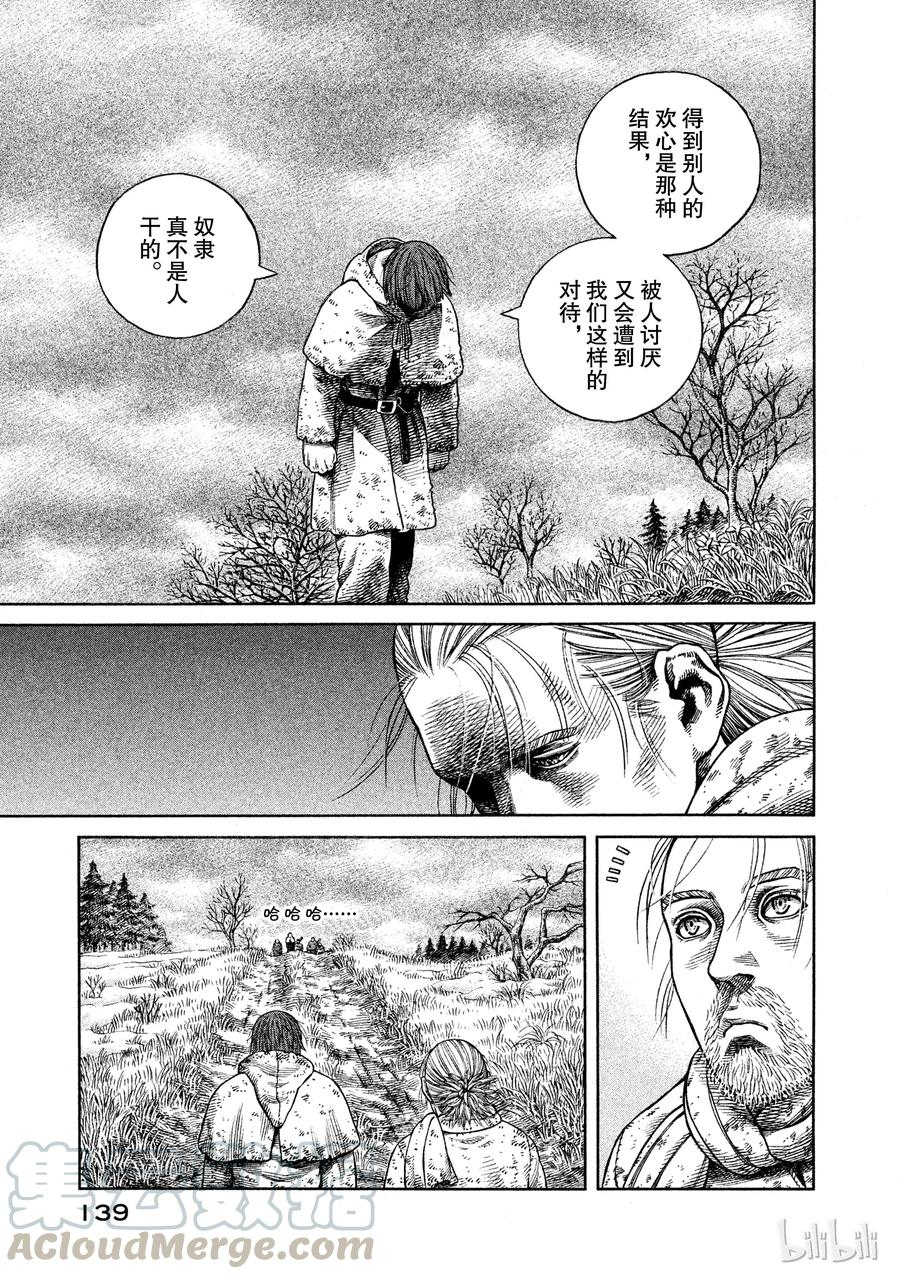 得到别人的
欢心是那种
结果，
被人讨厌
又会遭到
我们这样的
对待，
奴隶
真不是人
干的。
哈哈哈……
集云数据
AcloudMerge.com
139
bilibili